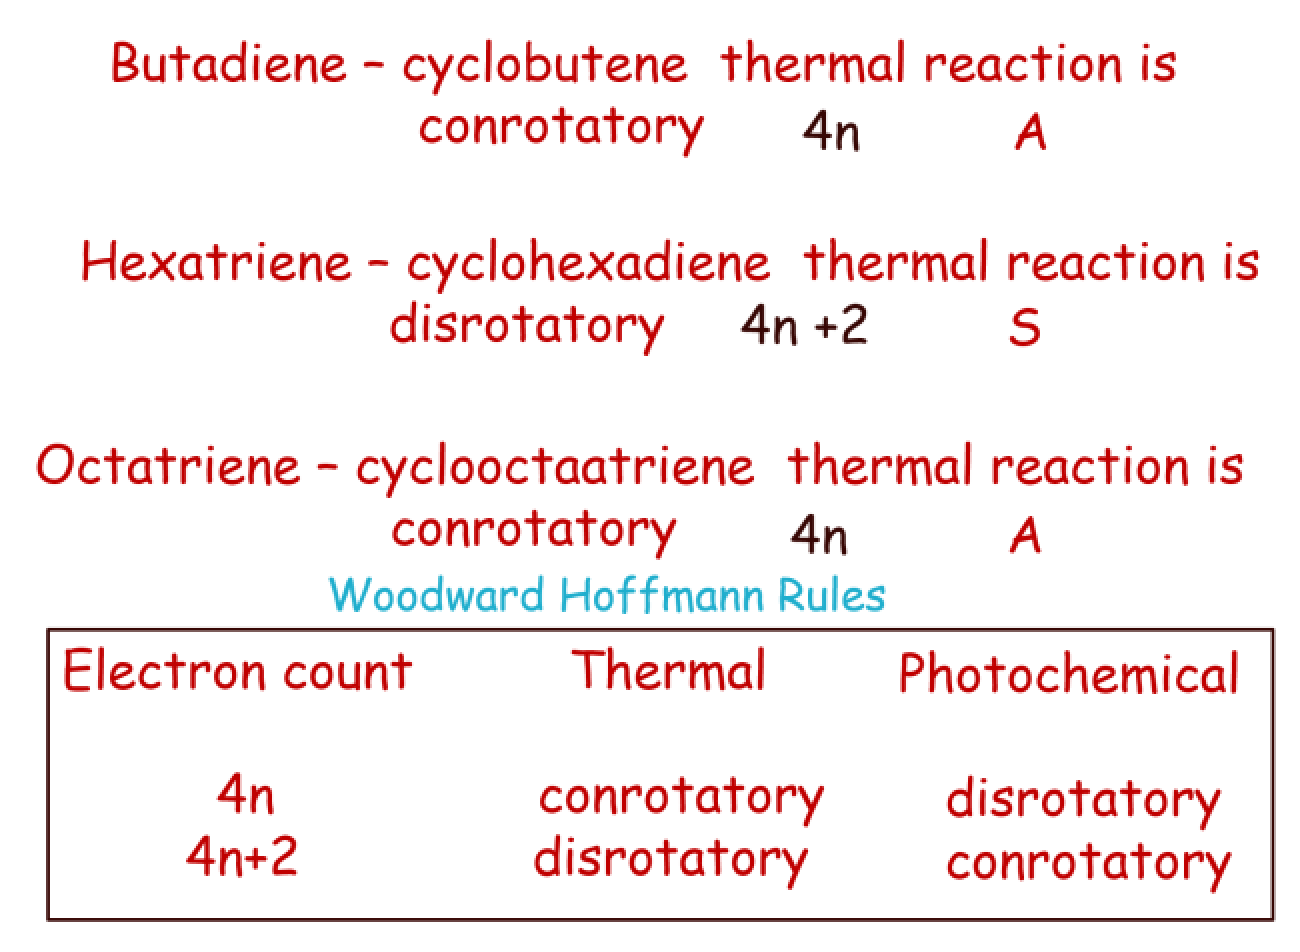 Butadiene – cyclobutene thermal reaction is
conrotatory 4n A
Hexatriene – cyclohexadiene thermal reaction is
disrotatory 4n +2 S
Octatriene – cyclooctaatriene thermal reaction is
conrotatory 4n A
Woodward Hoffmann Rules
Electron count Thermal Photochemical
4n conrotatory disrotatory
4n+2 disrotatory conrotatory